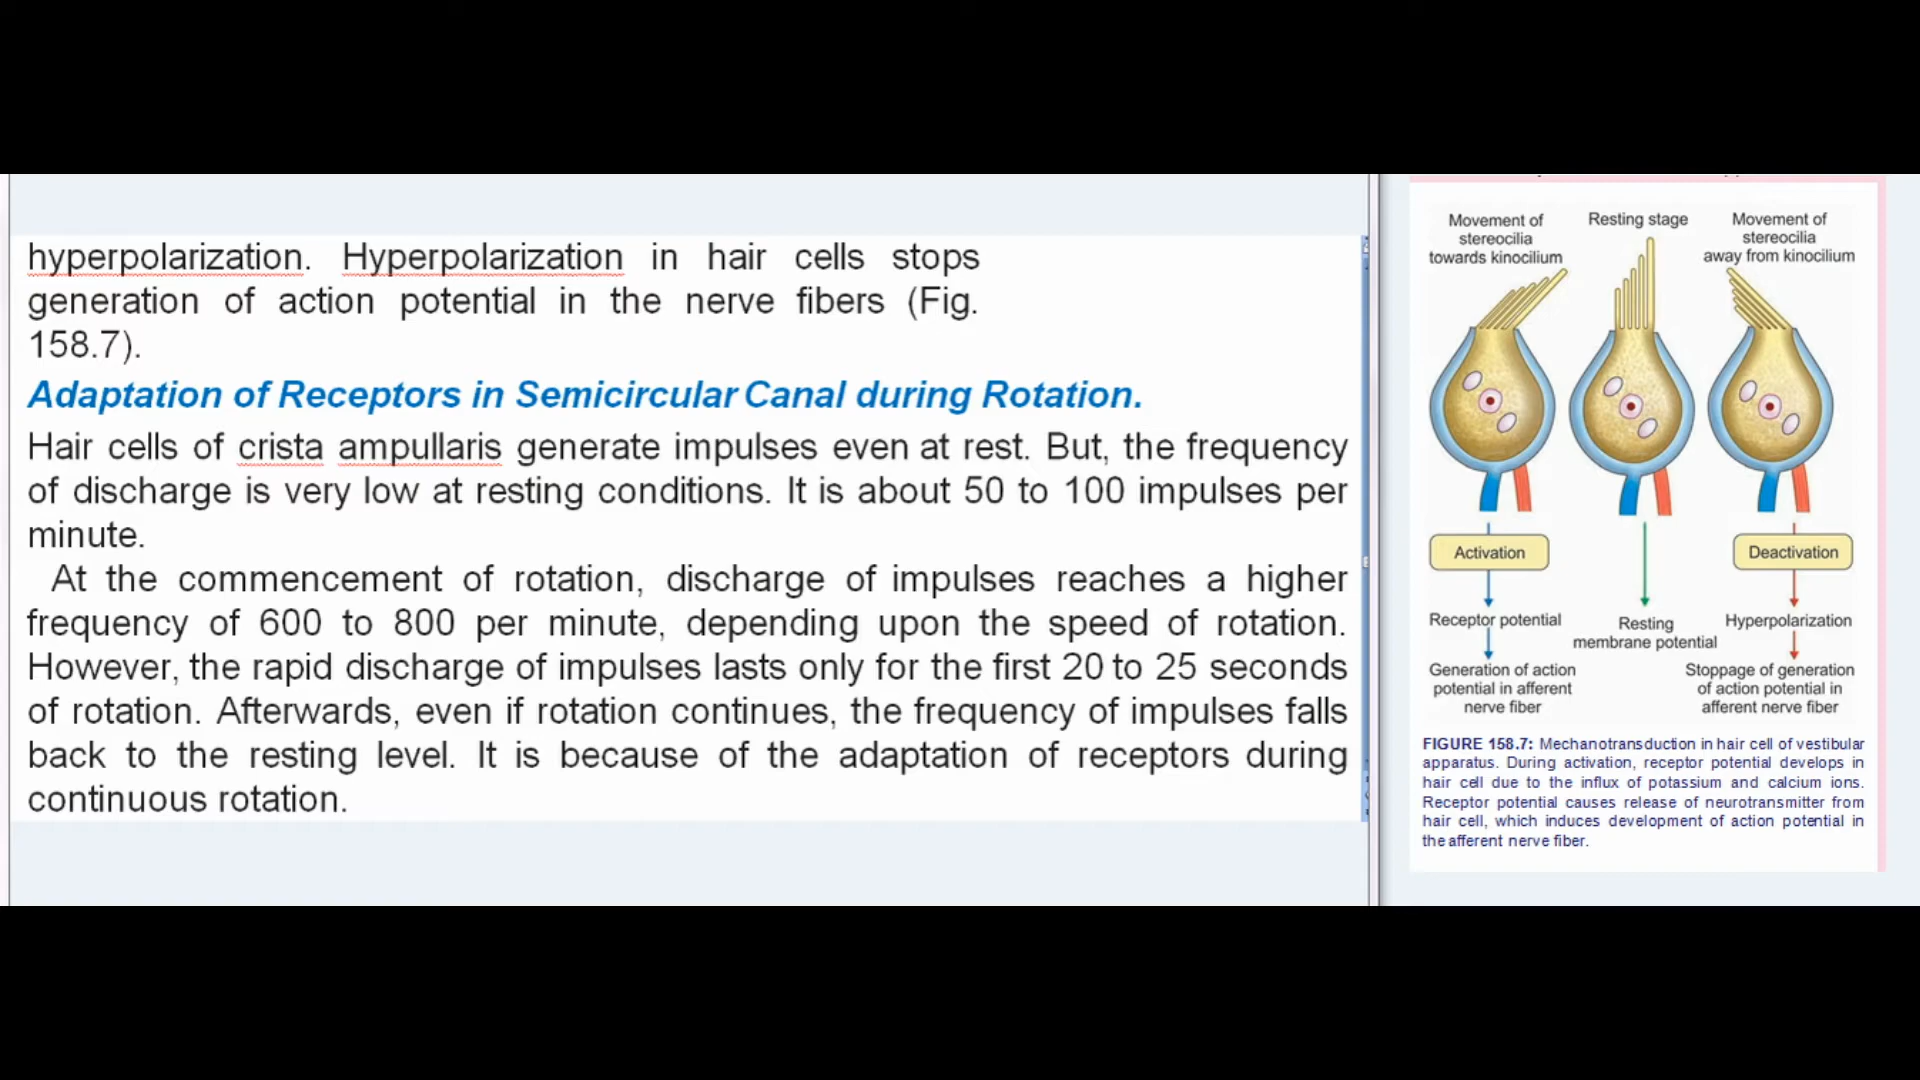 hyperpolarization. Hyperpolarization in hair cells stops
generation of action potential in the nerve fibers (Fig.
158.7).
Adaptation of Receptors in Semicircular Canal during Rotation.
Hair cells of crista ampullaris generate impulses even at rest. But, the frequency
of discharge is very low at resting conditions. It is about 50 to 100 impulses per
minute.
At the commencement of rotation, discharge of impulses reaches a higher
frequency of 600 to 800 per minute, depending upon the speed of rotation.
However, the rapid discharge of impulses lasts only for the first 20 to 25 seconds
of rotation. Afterwards, even if rotation continues, the frequency of impulses falls
back to the resting level. It is because of the adaptation of receptors during
continuous rotation.
Movement of
stereocilia
towards kinocilium
Resting stage
Movement of
stereocilia
away from kinocilium
Activation
Deactivation
Receptor potential
Resting
membrane potential
Hyperpolarization
Generation of action
potential in afferent
nerve fiber
Stoppage of generation
of action potential in
afferent nerve fiber
FIGURE 158.7: Mechanotransduction in hair cell of vestibular
apparatus. During activation, receptor potential develops in
hair cell due to the influx of potassium and calcium ions.
Receptor potential causes release of neurotransmitter from
hair cell, which induces development of action potential in
the afferent nerve fiber.